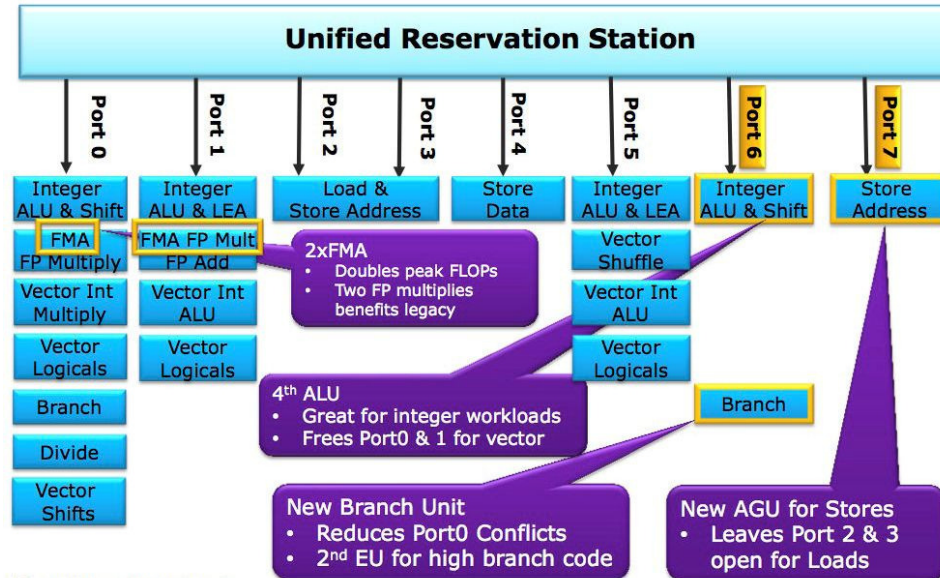 Unified Reservation Station
Port 0
Port 1
Port 2
Port 3
Port 4
Port 5
Port 6
Port 7
Integer
ALU & Shift
FMA
FP Multiply
Vector Int
Multiply
Vector
Logicals
Branch
Divide
Vector
Shifts
Integer
ALU & LEA
FMA FP Mult
FP Add
Vector Int
ALU
Vector
Logicals
Load &
Store Address
Store
Data
Integer
ALU & LEA
Vector
Shuffle
Vector Int
ALU
Vector
Logicals
Integer
ALU & Shift
Branch
Store
Address
2xFMA
• Doubles peak FLOPs
• Two FP multiplies
benefits legacy
4th ALU
• Great for integer workloads
• Frees Port0 & 1 for vector
New Branch Unit
• Reduces Port0 Conflicts
• 2nd EU for high branch code
New AGU for Stores
• Leaves Port 2 & 3
open for Loads